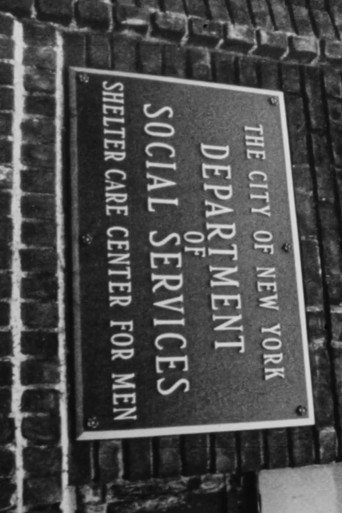 THE CITY OF NEW YORK
DEPARTMENT
OF
SOCIAL SERVICES
SHELTER CARE CENTER FOR MEN